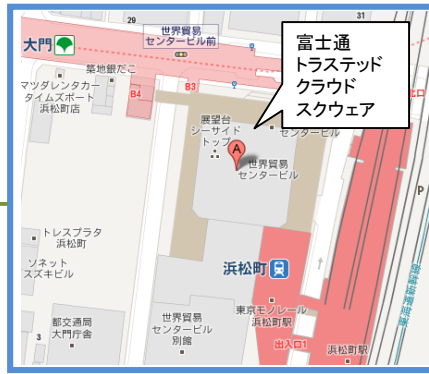 29
31
世界貿易
センタービル前
富士通
トラステッド
クラウド
スクウェア
大門
築地銀だこ
マツダレンタカー
タイムズポート
浜松町店
B4
B3
北口
展望台
シーサイド
トップ
センタービル
A
世界貿易
センタービル
P
トレスプラタ
浜松町
ソネット
スズキビル
浜松町
東京モノレール
浜松町駅
都交通局
大門庁舎
3
世界貿易
センタービル
別館
出入口1
浜松町駅